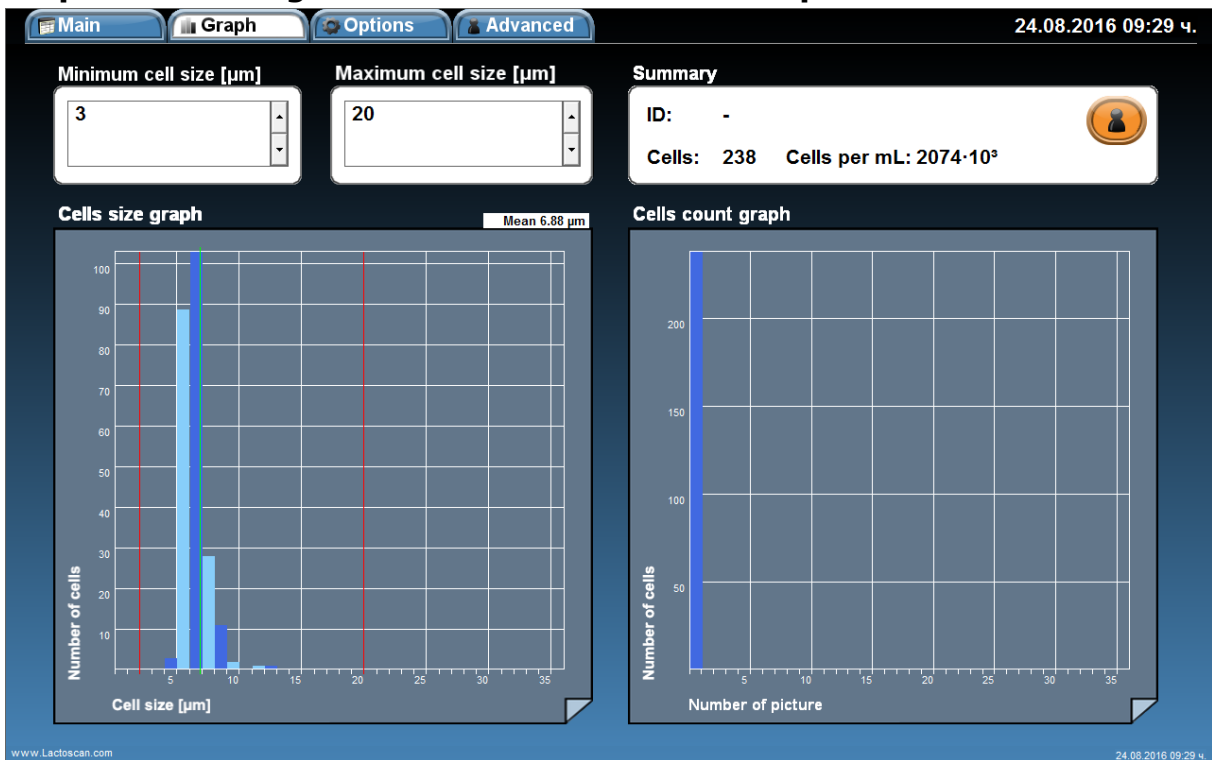 Main
Graph
Options
Advanced
24.08.2016 09:29 ч.
Minimum cell size [µm]
3
Maximum cell size [µm]
20
Summary
ID: -
Cells: 238 Cells per mL: 2074·10³
Cells size graph
Mean 6.88 µm
100
90
80
70
60
50
40
30
20
10
Number of cells
5 10 15 20 25 30 35
Cell size [µm]
Cells count graph
200
150
100
50
Number of cells
5 10 15 20 25 30 35
Number of picture
www.Lactoscan.com
24.08.2016 09:29 ч.